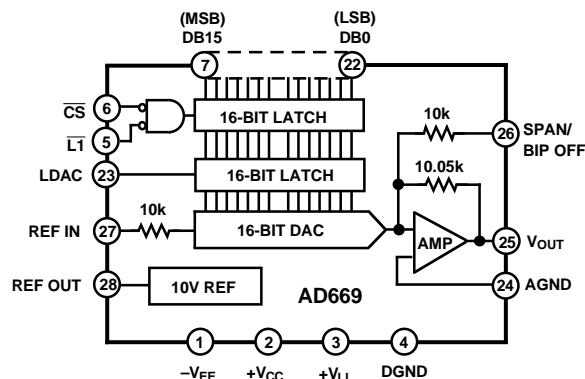 (MSB)
DB15
(LSB)
DB0
7
22
CS
6
16-BIT LATCH
10k
26
SPAN/
BIP OFF
L1
5
10.05k
LDAC
23
16-BIT LATCH
10k
REF IN
27
16-BIT DAC
AMP
25
VOUT
REF OUT
28
10V REF
AD669
24
AGND
1
2
3
4
–VEE
+VCC
+VLL
DGND